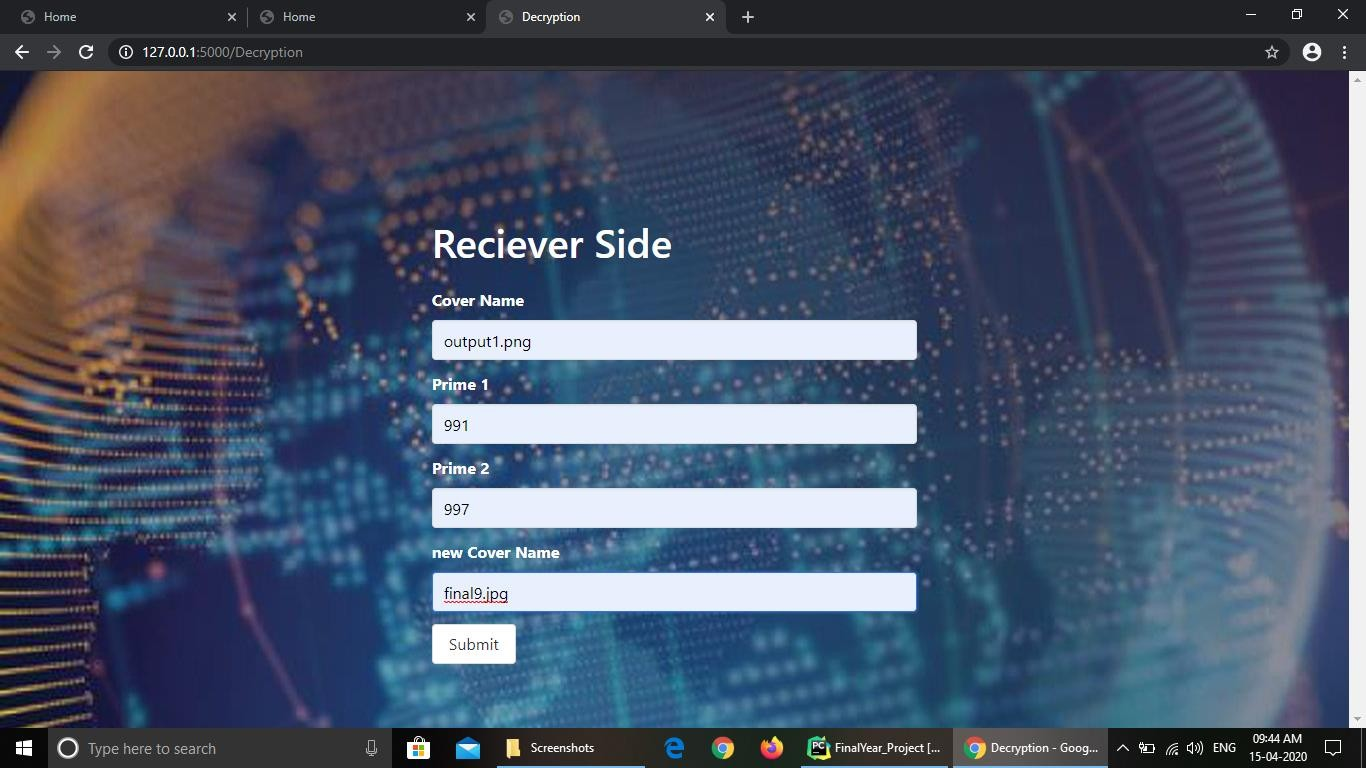 Home
Home
Decryption
127.0.0.1:5000/Decryption
Reciever Side
Cover Name
output1.png
Prime 1
991
Prime 2
997
new Cover Name
final9.jpg
Submit
Type here to search
Screenshots
PC
FinalYear_Project [...
Decryption - Goog...
ENG
09:44 AM
15-04-2020